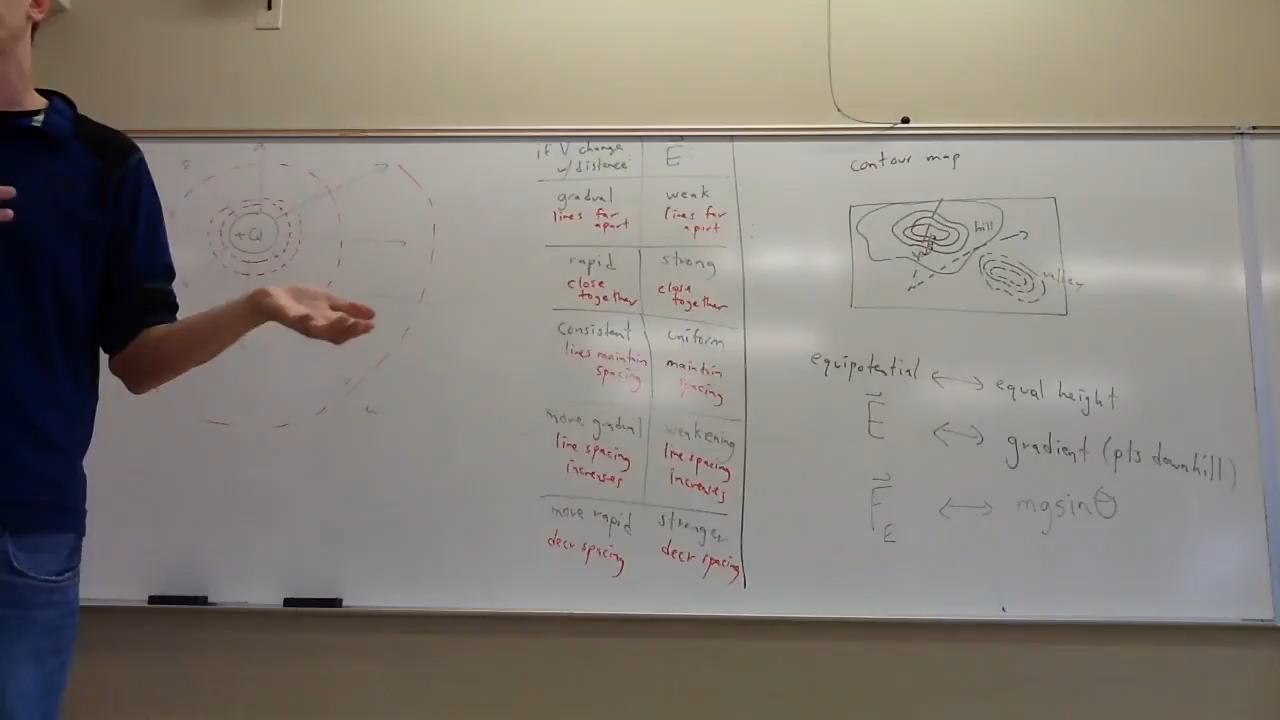 +Q
if V change
w/distance
E
gradual
lines far
apart
weak
lines far
apart
rapid
close
together
strong
close
together
Consistent
lines maintain
spacing
Uniform
maintain
spacing
more gradual
line spacing
increases
weakening
line spacing
increases
more rapid
decr spacing
stronger
decr spacing
contour map
hill
valley
equipotential ↔ equal height
E ↔ gradient (pts downhill)
F_E ↔ mgsinθ